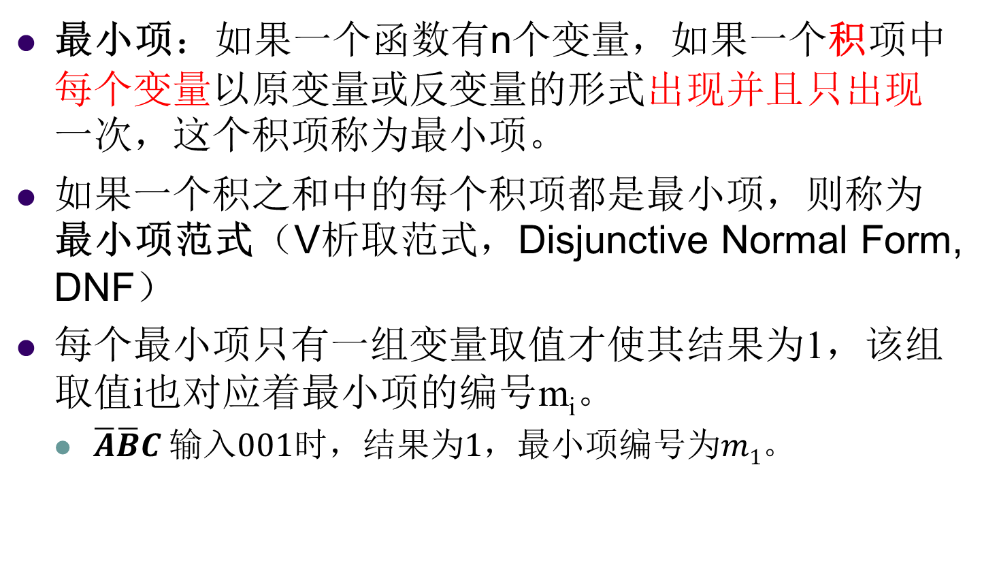 最小项：如果一个函数有n个变量，如果一个积项中
每个变量以原变量或反变量的形式出现并且只出现
一次，这个积项称为最小项。
如果一个积之和中的每个积项都是最小项，则称为
最小项范式（V析取范式，Disjunctive Normal Form,
DNF）
每个最小项只有一组变量取值才使其结果为1，该组
取值i也对应着最小项的编号mᵢ。
A̅B̅C 输入001时，结果为1，最小项编号为m₁。